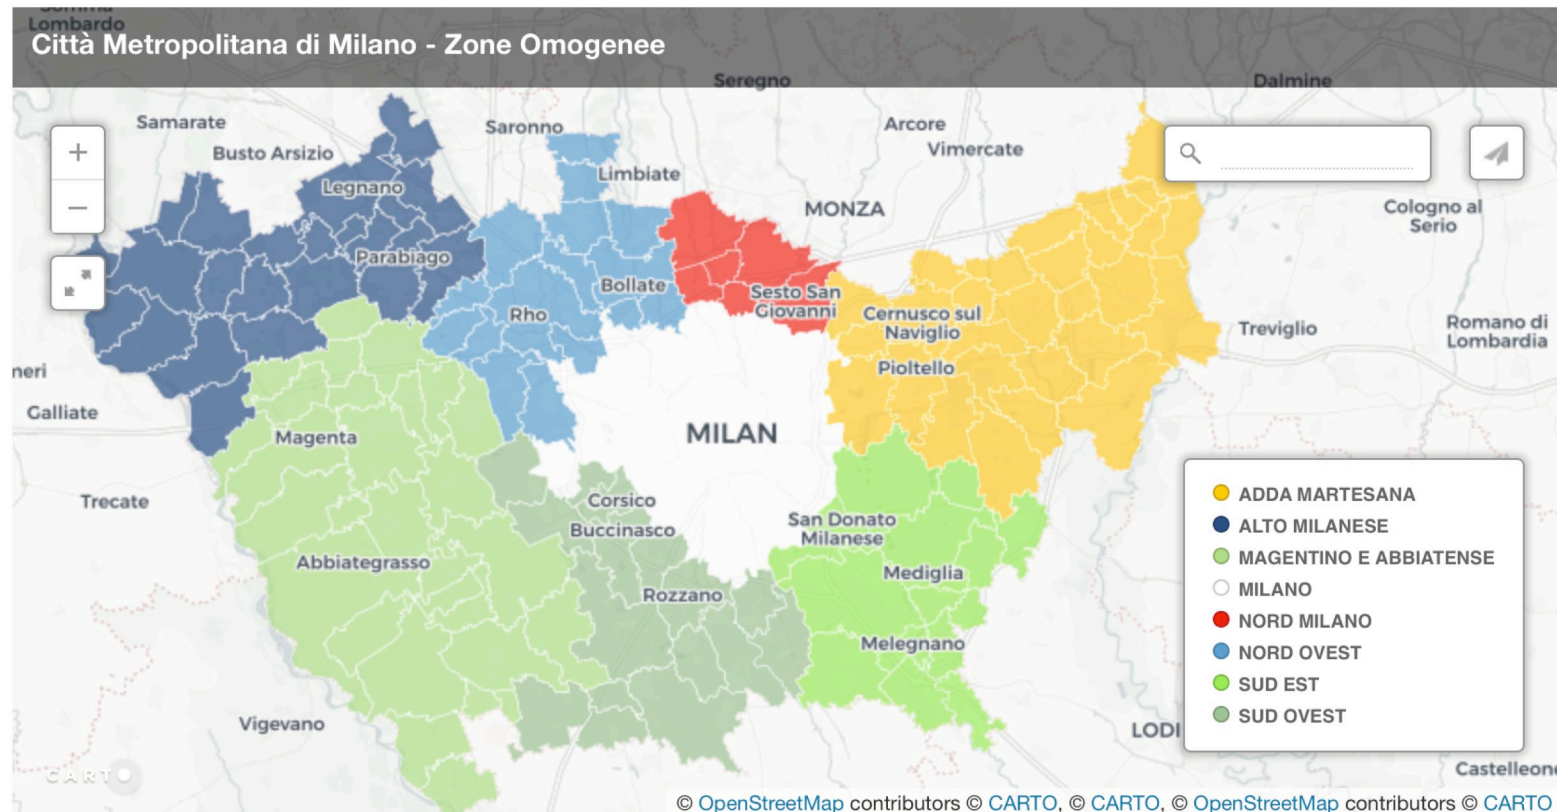 Lombardo
Città Metropolitana di Milano - Zone Omogenee
Seregno
Dalmine
Samarate
Saronno
Arcore
Busto Arsizio
Vimercate
Limbiate
Legnano
MONZA
Cologno al
Serio
Parabiago
Bollate
Sesto San
Giovanni
Rho
Cernusco sul
Naviglio
Treviglio
Romano di
Lombardia
Pioltello
neri
Galliate
Magenta
MILAN
Trecate
Corsico
Buccinasco
San Donato
Milanese
Abbiategrasso
Mediglia
Rozzano
Melegnano
Vigevano
LODI
ADDA MARTESANA
ALTO MILANESE
MAGENTINO E ABBIATENSE
MILANO
NORD MILANO
NORD OVEST
SUD EST
SUD OVEST
Castelleone
CARTO
© OpenStreetMap contributors © CARTO, © CARTO, © OpenStreetMap contributors © CARTO